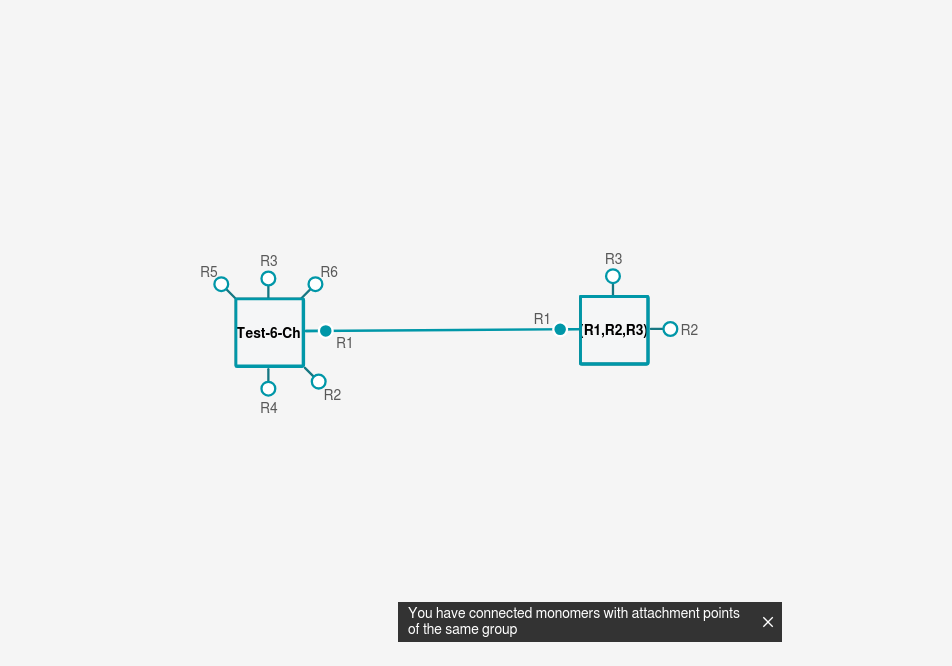 R5
R3
R6
Test-6-Ch
R1
R2
R4
R3
R1
(R1,R2,R3)
R2
You have connected monomers with attachment points
of the same group